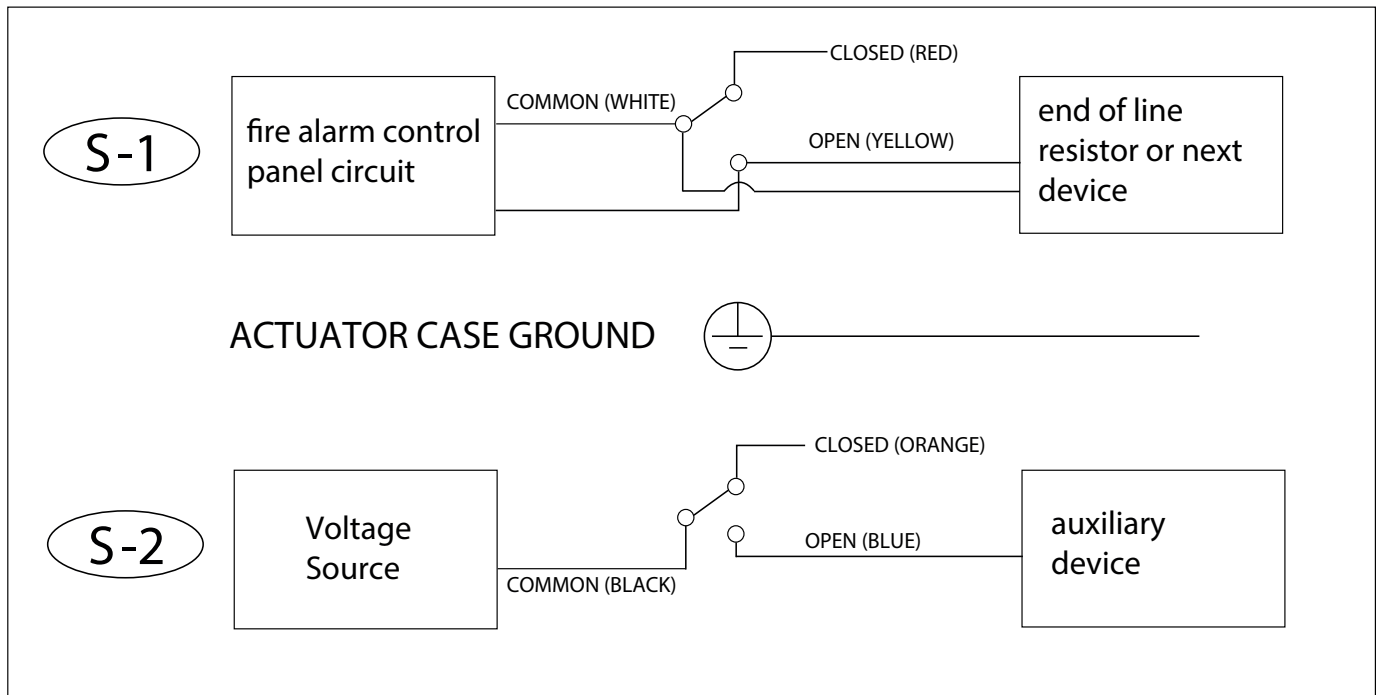 CLOSED (RED)
S-1
fire alarm control
panel circuit
COMMON (WHITE)
OPEN (YELLOW)
end of line
resistor or next
device
ACTUATOR CASE GROUND
CLOSED (ORANGE)
S-2
Voltage
Source
COMMON (BLACK)
OPEN (BLUE)
auxiliary
device